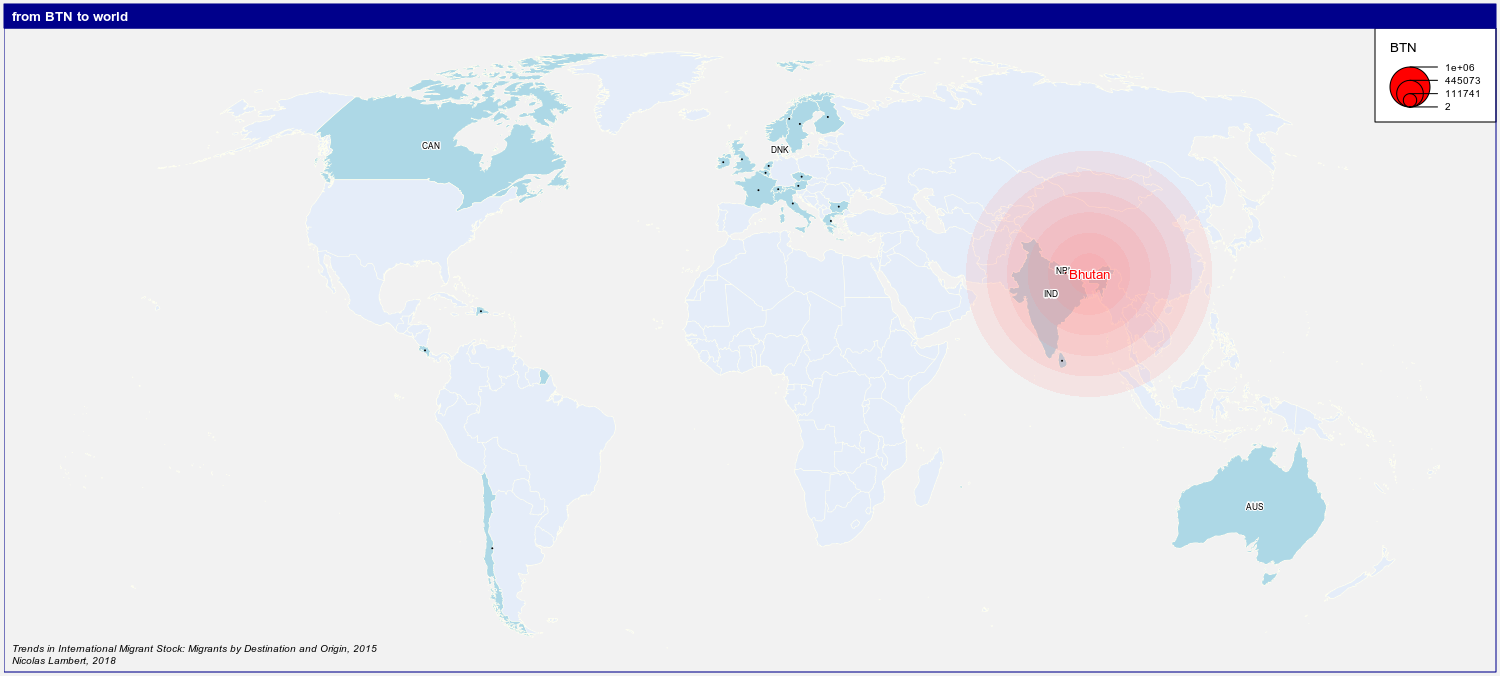 from BTN to world
BTN
1e+06
445073
111741
2
CAN
DNK
Bhutan
IND
AUS
Trends in International Migrant Stock: Migrants by Destination and Origin, 2015
Nicolas Lambert, 2018